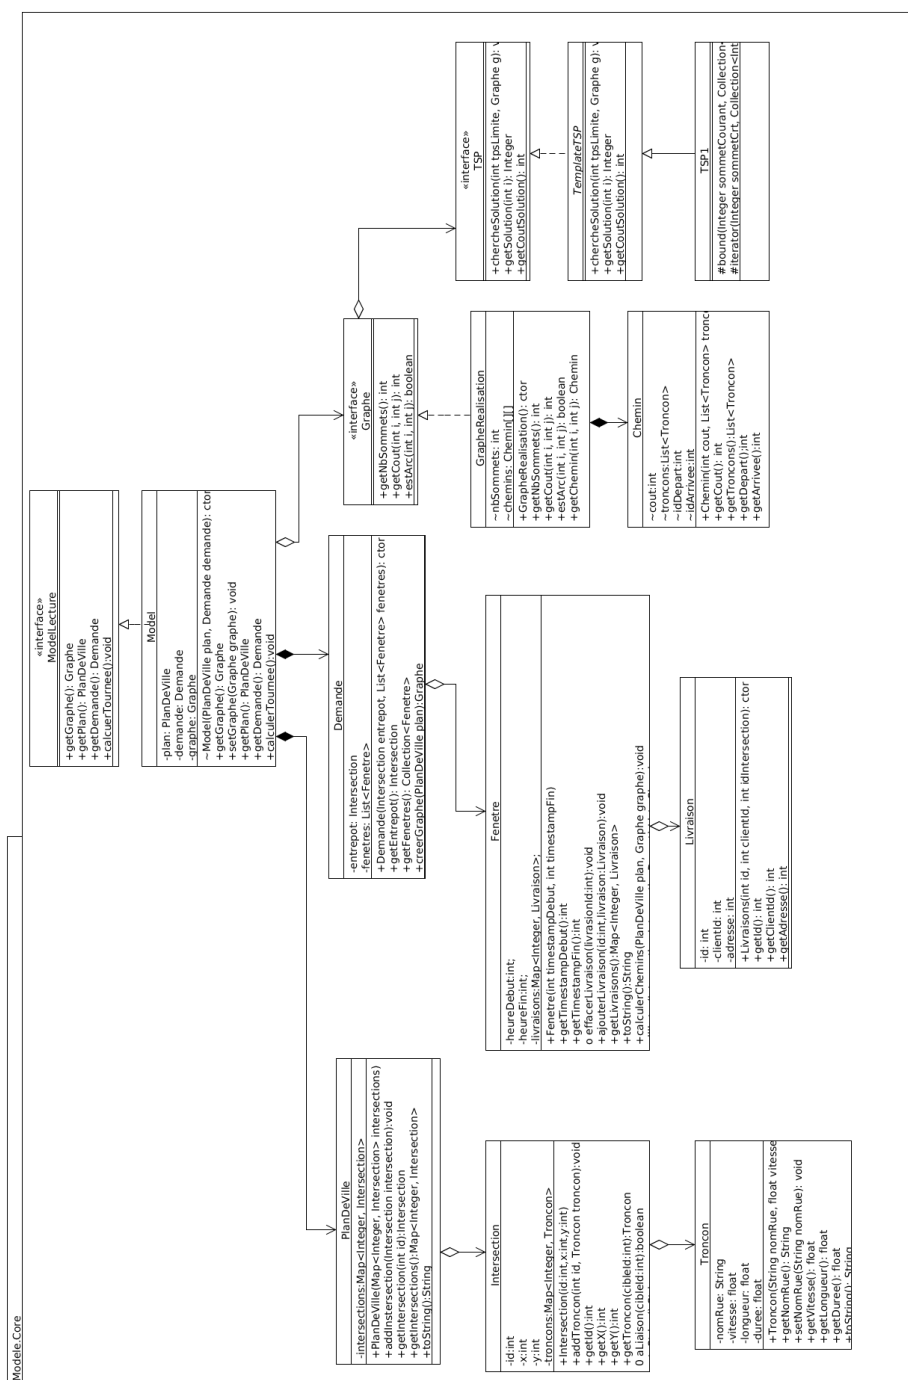 Modele.Core
«interface»
ModelLecture
+getGraphe(): Graphe
+getPlan(): PlanDeVille
+getDemande(): Demande
+calcuerTournee():void
Model
-plan: PlanDeVille
-demande: Demande
-graphe: Graphe
~Model(PlanDeVille plan, Demande demande): ctor
+getGraphe(): Graphe
+setGraphe(Graphe graphe): void
+getPlan(): PlanDeVille
+getDemande(): Demande
+calculerTournee():void
PlanDeVille
-intersections:Map<Integer, Intersection>
+PlanDeVille(Map<Integer, Intersection> intersections)
+addInstersection(Intersection intersection):void
+getIntersection(int id):Intersection
+getIntersections():Map<Integer, Intersection>
+toString():String
Demande
-entrepot: Intersection
-fenetres: List<Fenetre>
+Demande(Intersection entrepot, List<Fenetre> fenetres): ctor
+getEntrepot(): Intersection
+getFenetres(): Collection<Fenetre>
+creerGraphe(PlanDeVille plan):Graphe
«interface»
Graphe
+getNbSommets(): int
+getCout(int i, int j): int
+estArc(int i, int j): boolean
«interface»
TSP
+chercheSolution(int tpsLimite, Graphe g):
+getSolution(int i): Integer
+getCoutSolution(): int
TemplateTSP
+chercheSolution(int tpsLimite, Graphe g):
+getSolution(int i): Integer
+getCoutSolution(): int
TSP1
#bound(Integer sommetCourant, Collection
#iterator(Integer sommetCrt, Collection<Int
GrapheRealisation
~nbSommets: int
~chemins: Chemin[][]
+GrapheRealisation(): ctor
+getNbSommets(): int
+getCout(int i, int j): int
+estArc(int i, int j): boolean
+getChemin(int i, int j): Chemin
Chemin
~cout:int
~troncons:List<Troncon>
~idDepart:int
~idArrivee:int
+Chemin(int cout, List<Troncon> tronc
+getCout(): int
+getTroncons():List<Troncon>
+getDepart():int
+getArrivee():int
Fenetre
-heureDebut:int;
-heureFin:int;
-livraisons:Map<Integer, Livraison>;
+Fenetre(int timestampDebut, int timestampFin)
+getTimestampDebut():int
+getTimestampFin():int
o effacerLivraison(livrasionId:int):void
+ajouterLivraison(id:int,livraison:Livraison):void
+getLivraisons():Map<Integer, Livraison>
+toString():String
+calculerChemins(PlanDeVille plan, Graphe graphe):void
Livraison
-id: int
-clientId: int
-adresse: int
+Livraisons(int id, int clientId, int idIntersection): ctor
+getId(): int
+getClientId(): int
+getAdresse(): int
Intersection
-id:int
-x:int
-y:int
-troncons:Map<Integer, Troncon>
+Intersection(id:int,x:int,y:int)
+addTroncon(int id, Troncon troncon):void
+getId():int
+getX():int
+getY():int
+getTroncon(cibleId:int):Troncon
0 aLiaison(cibleId:int):boolean
Troncon
-nomRue: String
-vitesse: float
-longueur: float
-duree: float
+Troncon(String nomRue, float vitesse
+getNomRue(): String
+setNomRue(String nomRue): void
+getVitesse(): float
+getLongueur(): float
+getDuree(): float
+toString(): String